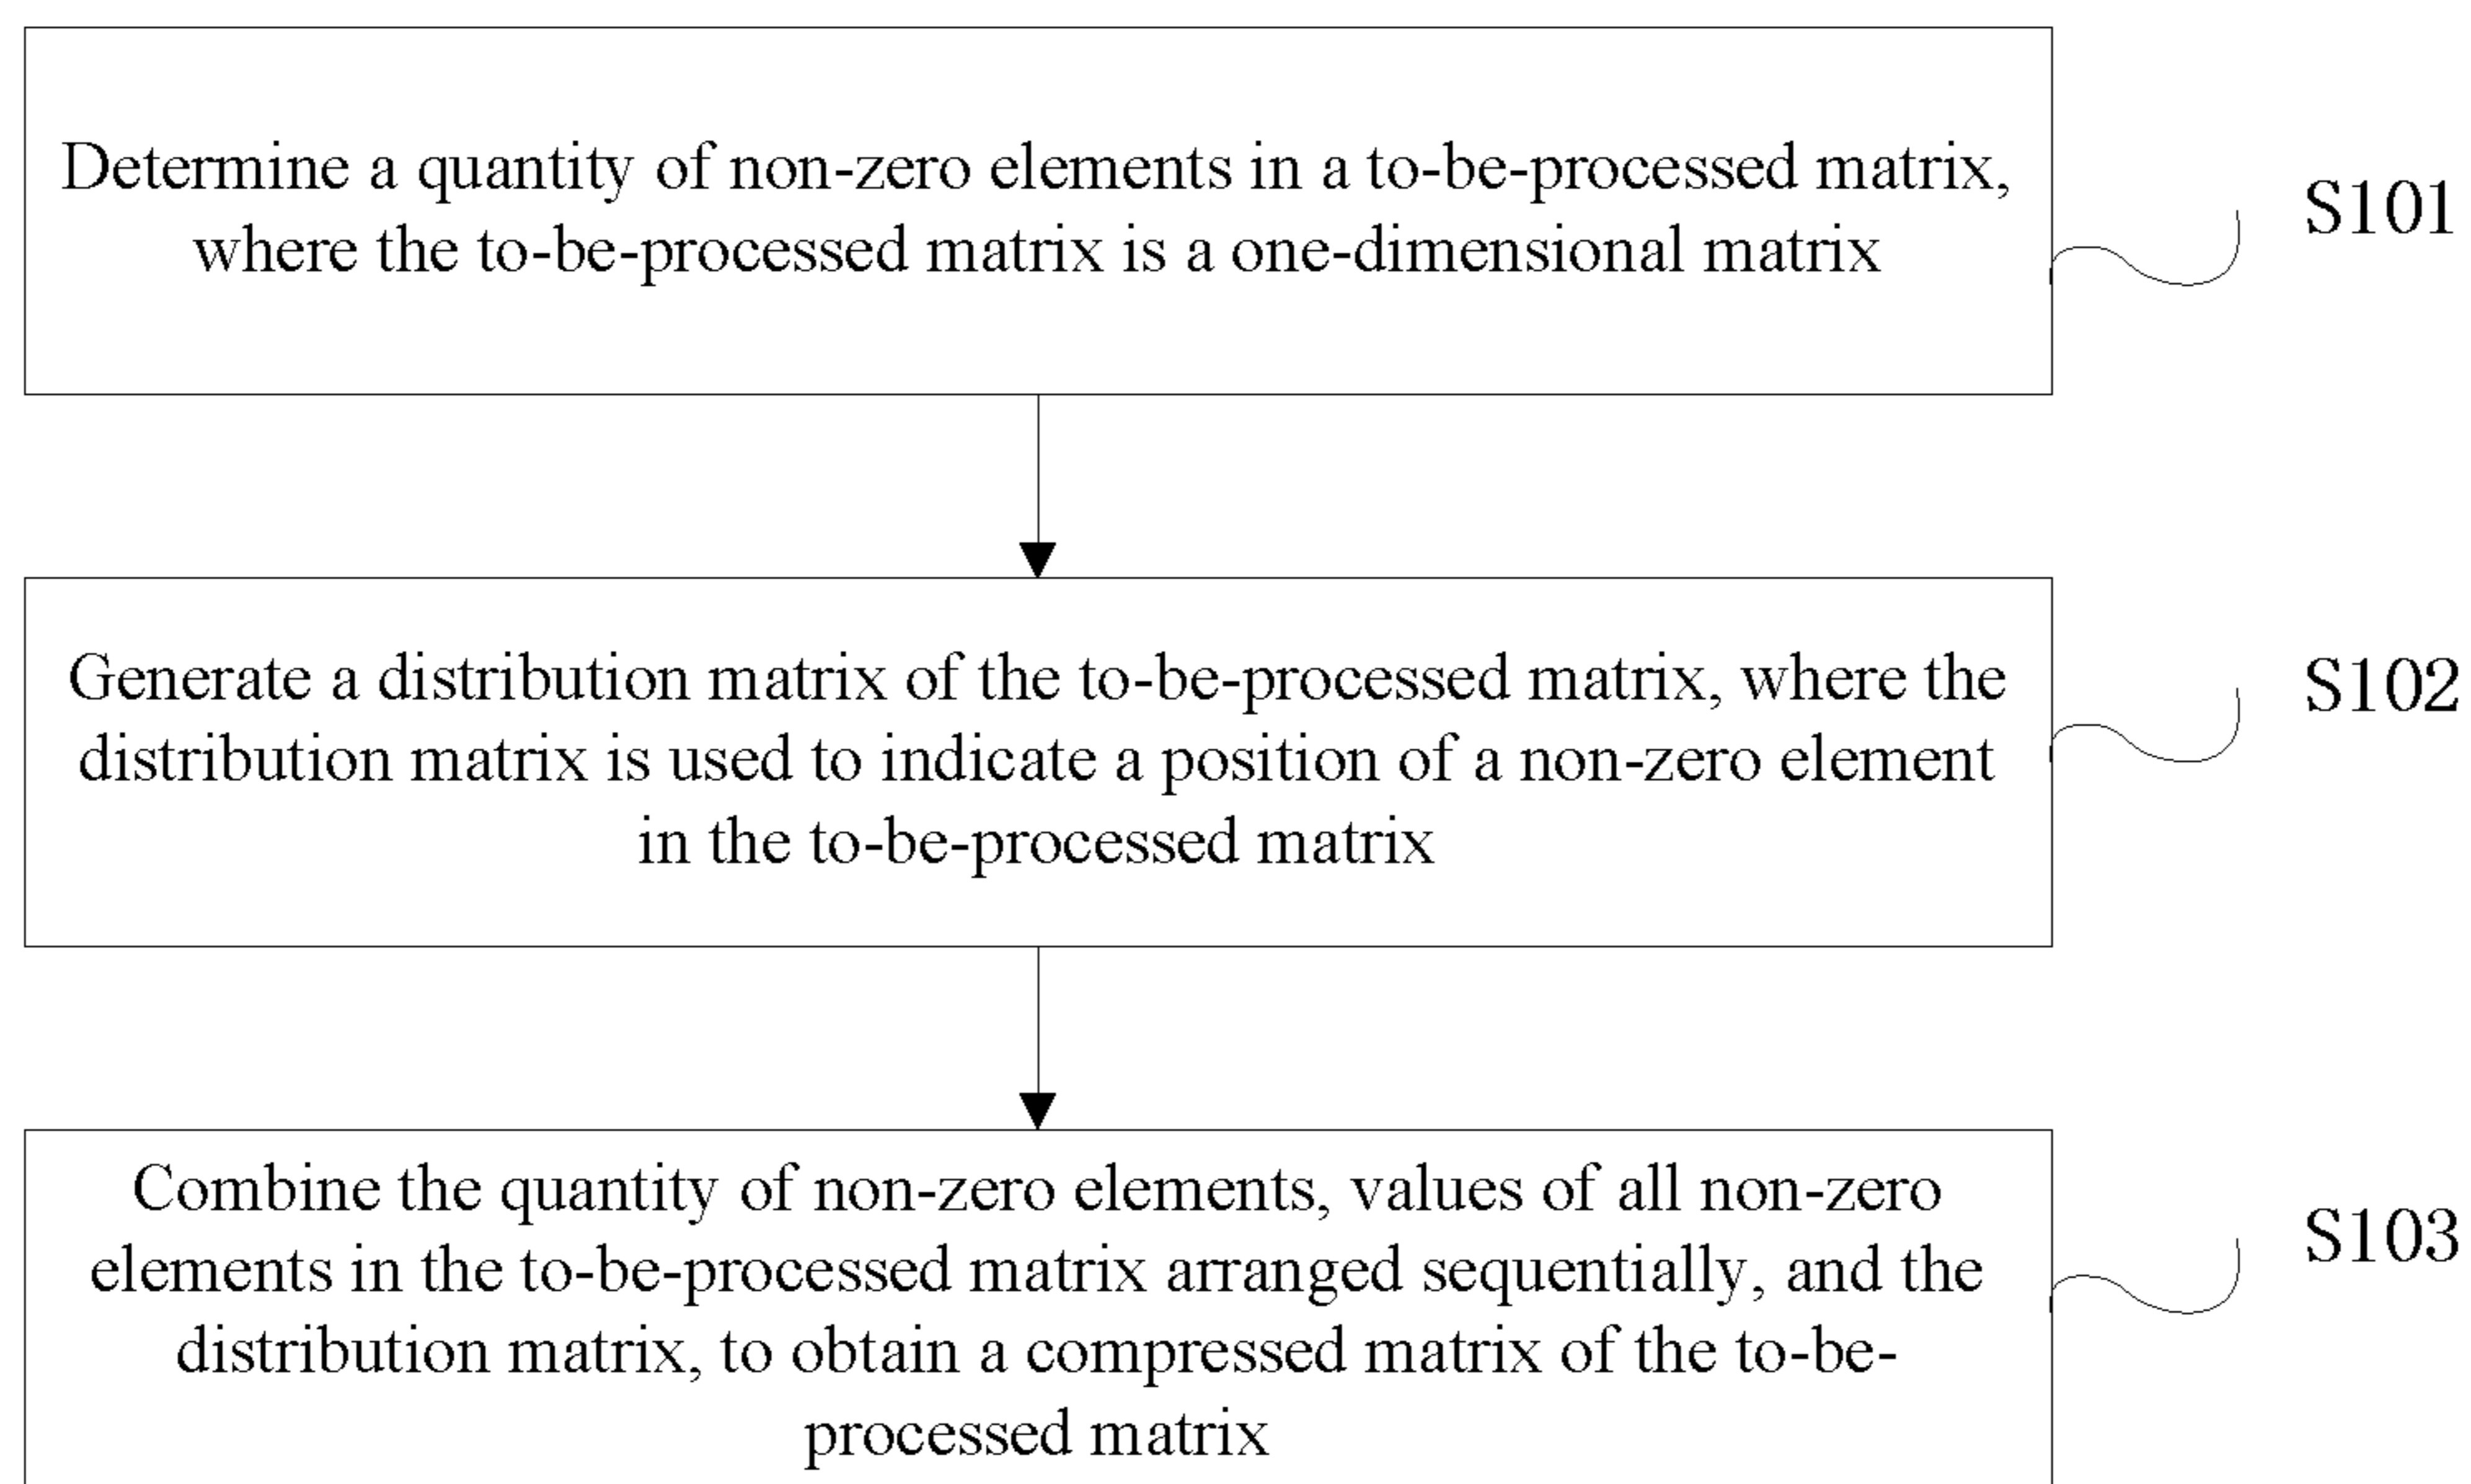 Determine a quantity of non-zero elements in a to-be-processed matrix,
where the to-be-processed matrix is a one-dimensional matrix
S101
Generate a distribution matrix of the to-be-processed matrix, where the
distribution matrix is used to indicate a position of a non-zero element
in the to-be-processed matrix
S102
Combine the quantity of non-zero elements, values of all non-zero
elements in the to-be-processed matrix arranged sequentially, and the
distribution matrix, to obtain a compressed matrix of the to-be-
processed matrix
S103